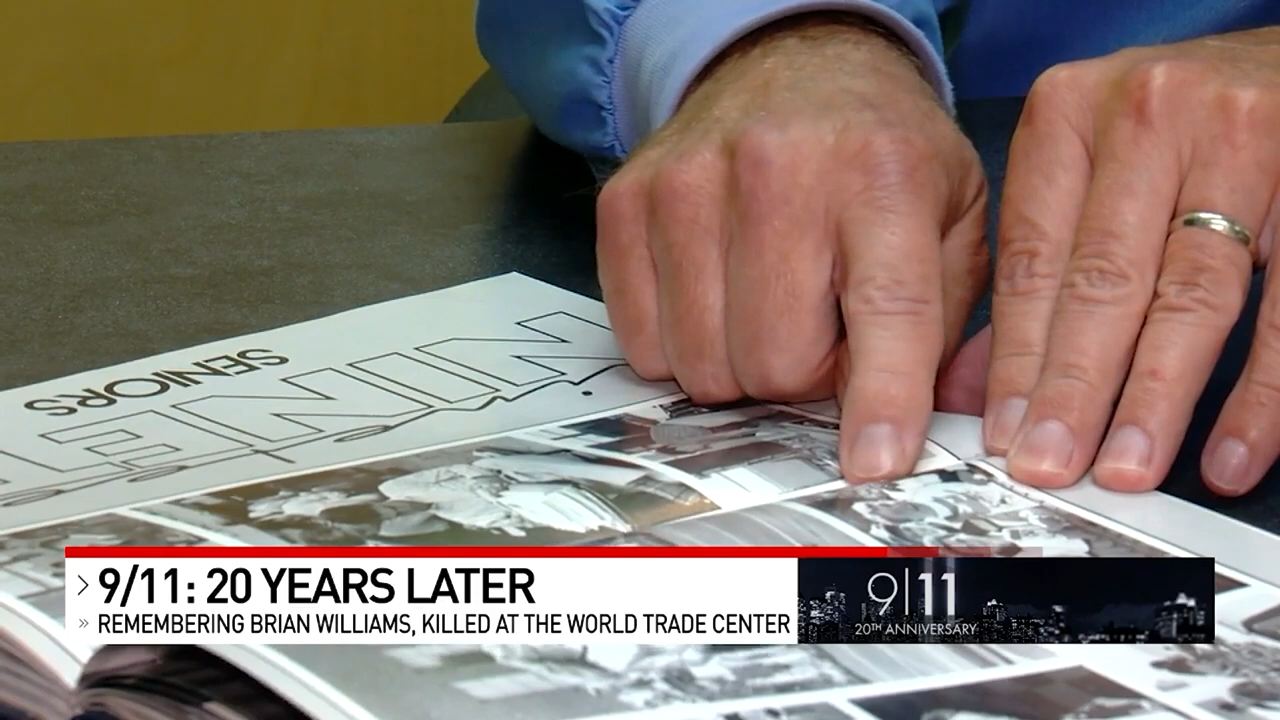 SENIORS
9/11: 20 YEARS LATER
REMEMBERING BRIAN WILLIAMS, KILLED AT THE WORLD TRADE CENTER
9|11
20TH ANNIVERSARY